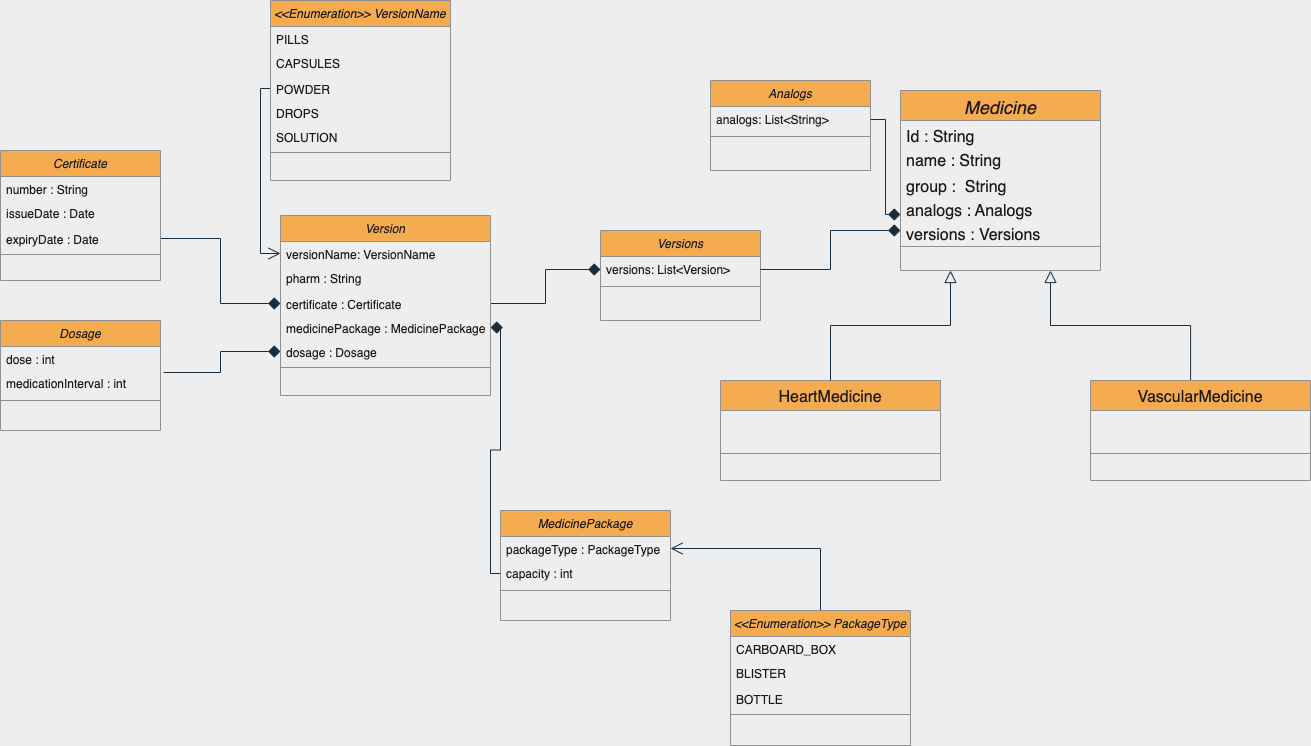 <<Enumeration>> VersionName
PILLS
CAPSULES
POWDER
DROPS
SOLUTION
Analogs
analogs: List<String>
Medicine
Id : String
name : String
group :  String
analogs : Analogs
versions : Versions
Certificate
number : String
issueDate : Date
expiryDate : Date
Version
versionName: VersionName
pharm : String
certificate : Certificate
medicinePackage : MedicinePackage
dosage : Dosage
Versions
versions: List<Version>
Dosage
dose : int
medicationInterval : int
HeartMedicine
VascularMedicine
MedicinePackage
packageType : PackageType
capacity : int
<<Enumeration>> PackageType
CARBOARD_BOX
BLISTER
BOTTLE